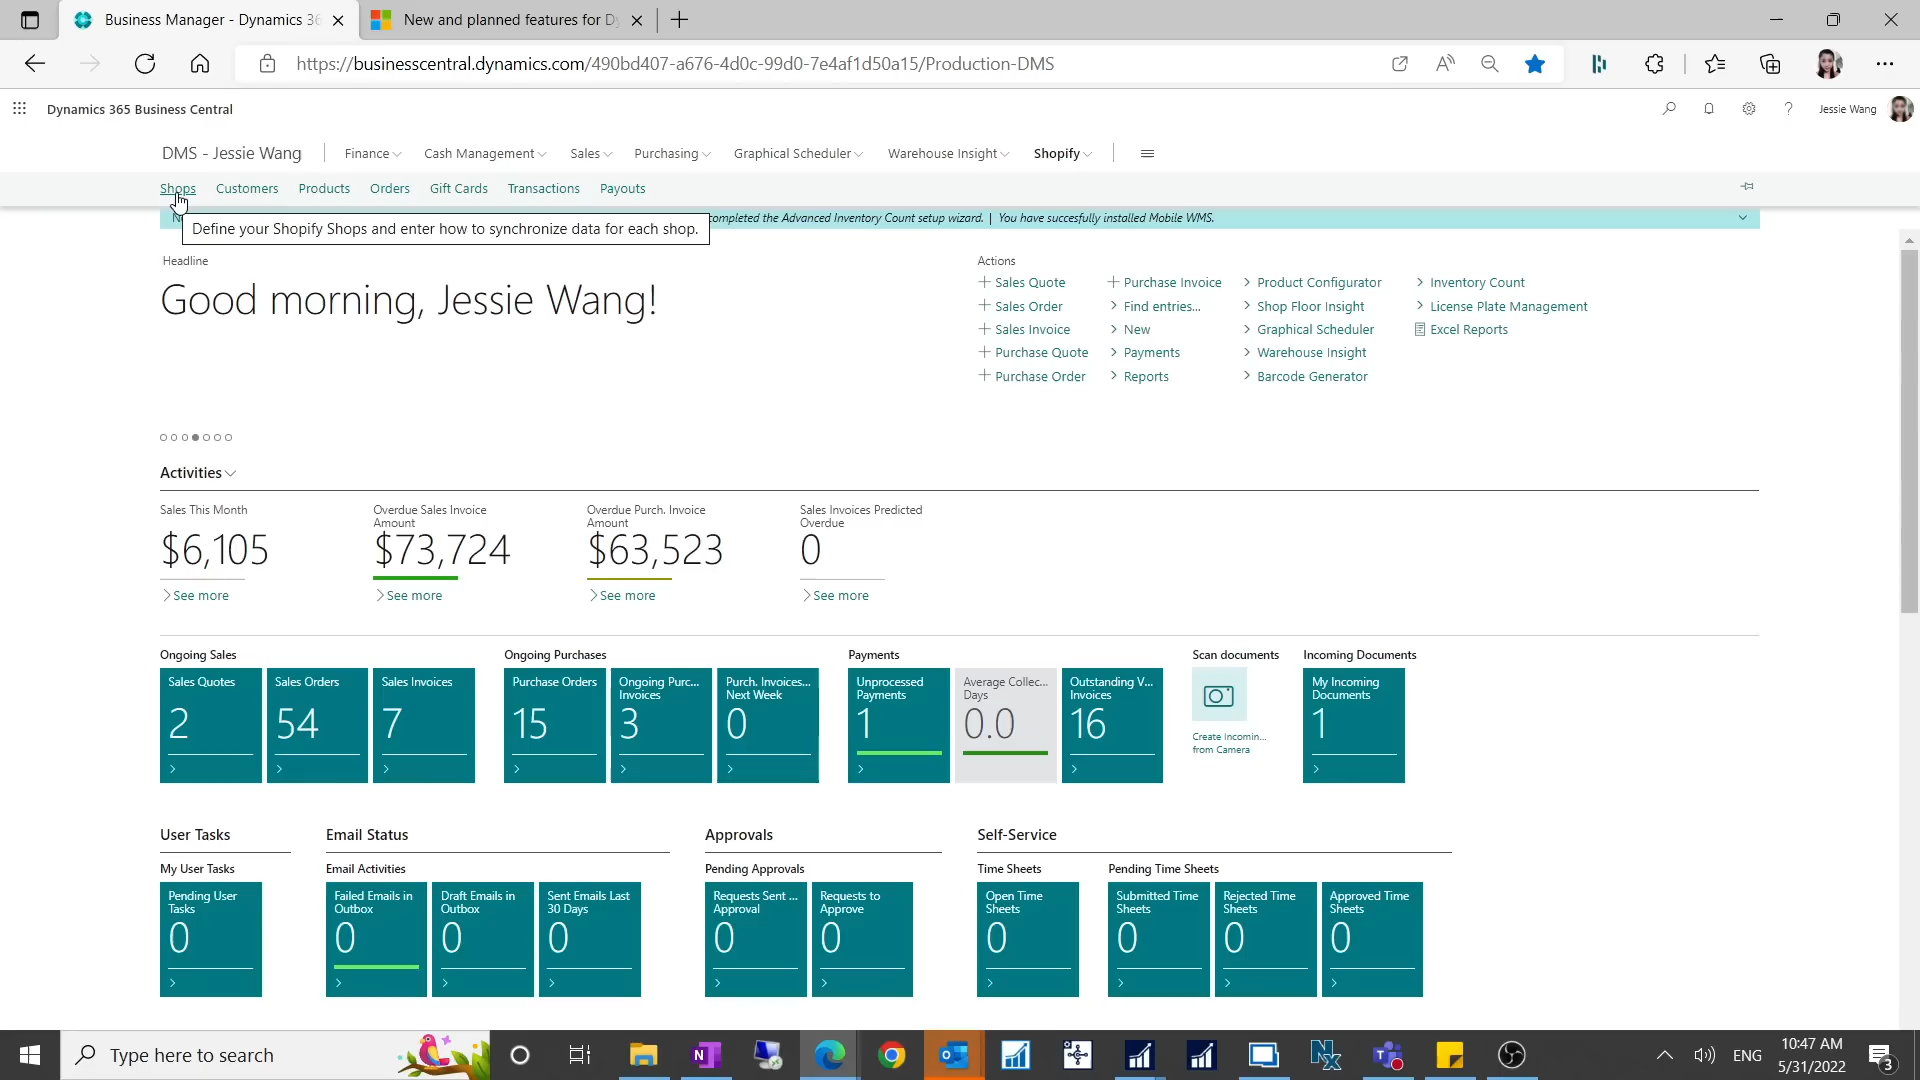 Business Manager - Dynamics 36
New and planned features for Dy
https://businesscentral.dynamics.com/490bd407-a676-4d0c-99d0-7e4af1d50a15/Production-DMS
Dynamics 365 Business Central
Jessie Wang
DMS - Jessie Wang
Finance
Cash Management
Sales
Purchasing
Graphical Scheduler
Warehouse Insight
Shopify
Shops
Customers
Products
Orders
Gift Cards
Transactions
Payouts
completed the Advanced Inventory Count setup wizard. | You have succesfully installed Mobile WMS.
Define your Shopify Shops and enter how to synchronize data for each shop.
Headline
Good morning, Jessie Wang!
Actions
Sales Quote
Sales Order
Sales Invoice
Purchase Quote
Purchase Order
Purchase Invoice
Find entries...
New
Payments
Reports
Product Configurator
Shop Floor Insight
Graphical Scheduler
Warehouse Insight
Barcode Generator
Inventory Count
License Plate Management
Excel Reports
Activities
Sales This Month
$6,105
See more
Overdue Sales Invoice
Amount
$73,724
See more
Overdue Purch. Invoice
Amount
$63,523
See more
Sales Invoices Predicted
Overdue
0
See more
Ongoing Sales
Sales Quotes
2
Sales Orders
54
Sales Invoices
7
Ongoing Purchases
Purchase Orders
15
Ongoing Purc...
Invoices
3
Purch. Invoices...
Next Week
0
Payments
Unprocessed
Payments
1
Average Collec...
Days
0.0
Outstanding V...
Invoices
16
Scan documents
Create Incomin...
from Camera
Incoming Documents
My Incoming
Documents
1
User Tasks
My User Tasks
Pending User
Tasks
0
Email Status
Email Activities
Failed Emails in
Outbox
0
Draft Emails in
Outbox
0
Sent Emails Last
30 Days
0
Approvals
Pending Approvals
Requests Sent ...
Approval
0
Requests to
Approve
0
Self-Service
Time Sheets
Open Time
Sheets
0
Pending Time Sheets
Submitted Time
Sheets
0
Rejected Time
Sheets
0
Approved Time
Sheets
0
Type here to search
ENG
10:47 AM
5/31/2022
3